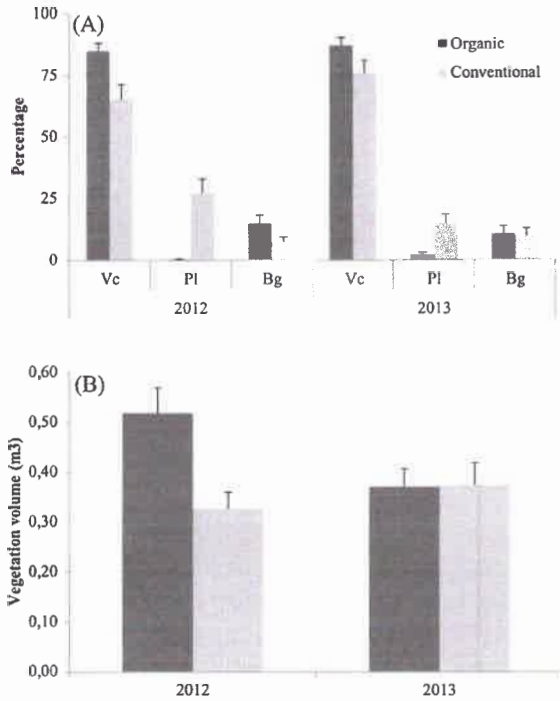 (A)
Organic
Conventional
Percentage
100
75
50
25
0
Vc Pl Bg Vc Pl Bg
2012 2013
(B)
Vegetation volume (m3)
0,60
0,50
0,40
0,30
0,20
0,10
0,00
2012 2013